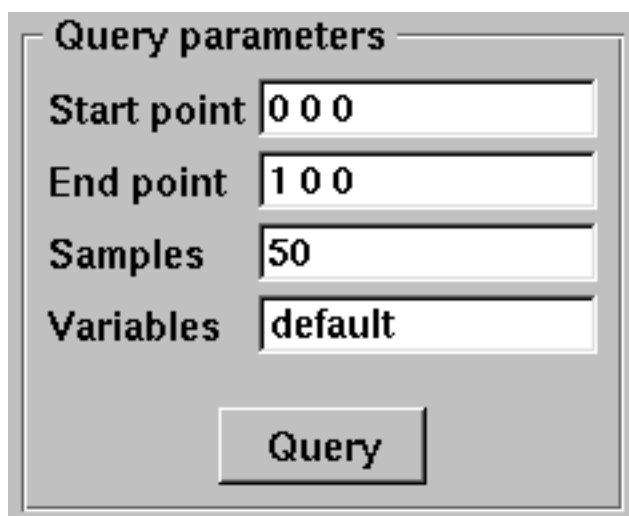 Query parameters
Start point 0 0 0
End point 1 0 0
Samples 50
Variables default
Query